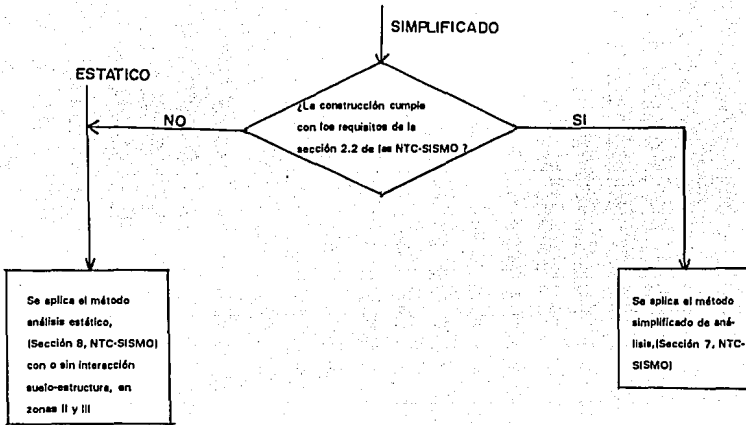 SIMPLIFICADO
ESTATICO
¿La construcción cumple
con los requisitos de la
sección 2.2 de las NTC-SISMO ?
NO
SI
Se aplica el método
análisis estático,
(Sección 8, NTC-SISMO)
con o sin interacción
suelo-estructura, en
zonas II y III
Se aplica el método
simplificado de aná-
lisis,(Sección 7, NTC-
SISMO)